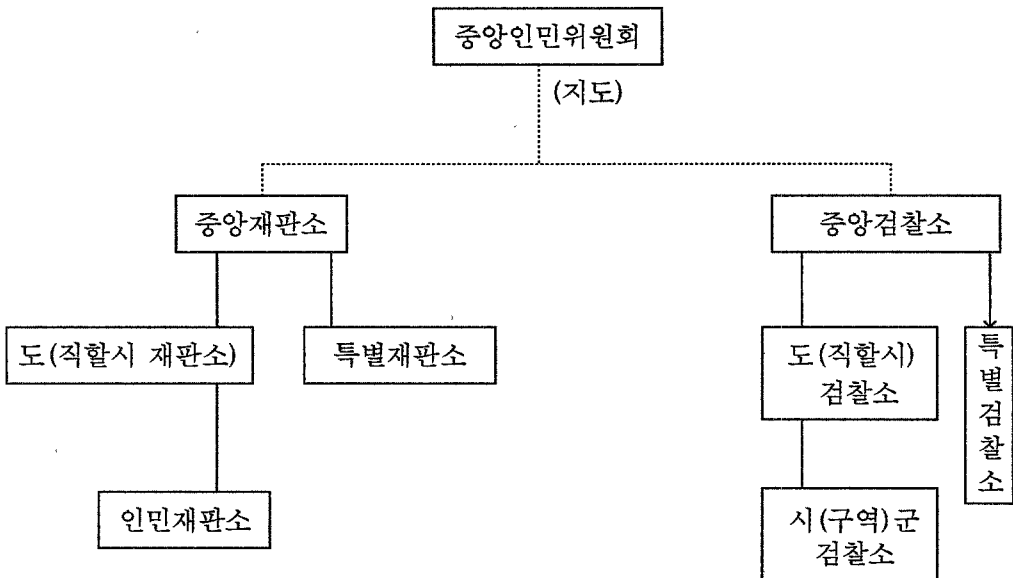 중앙인민위원회
(지도)
중앙재판소
중앙검찰소
도(직할시 재판소)
특별재판소
도(직할시)
검찰소
특별검찰소
인민재판소
시(구역)군
검찰소